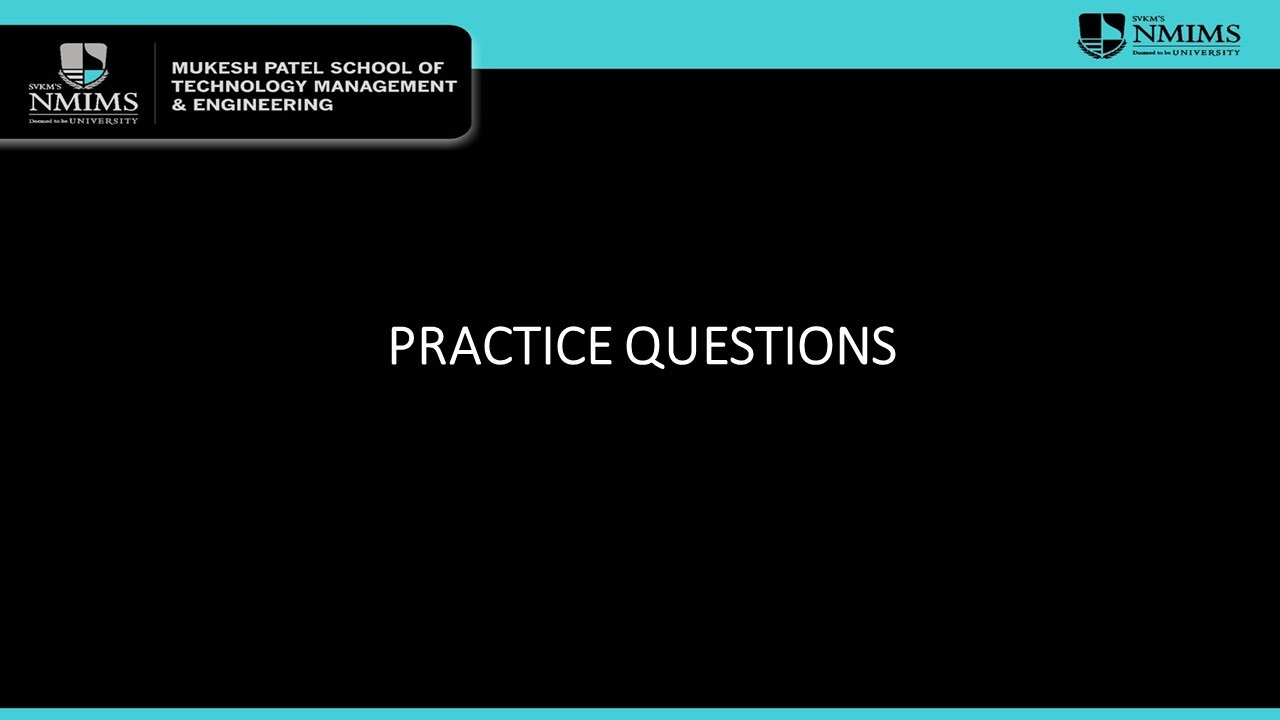 SVKM'S
NMIMS
Deemed to be UNIVERSITY
MUKESH PATEL SCHOOL OF
TECHNOLOGY MANAGEMENT
& ENGINEERING
SVKM'S
NMIMS
Deemed to be UNIVERSITY
PRACTICE QUESTIONS